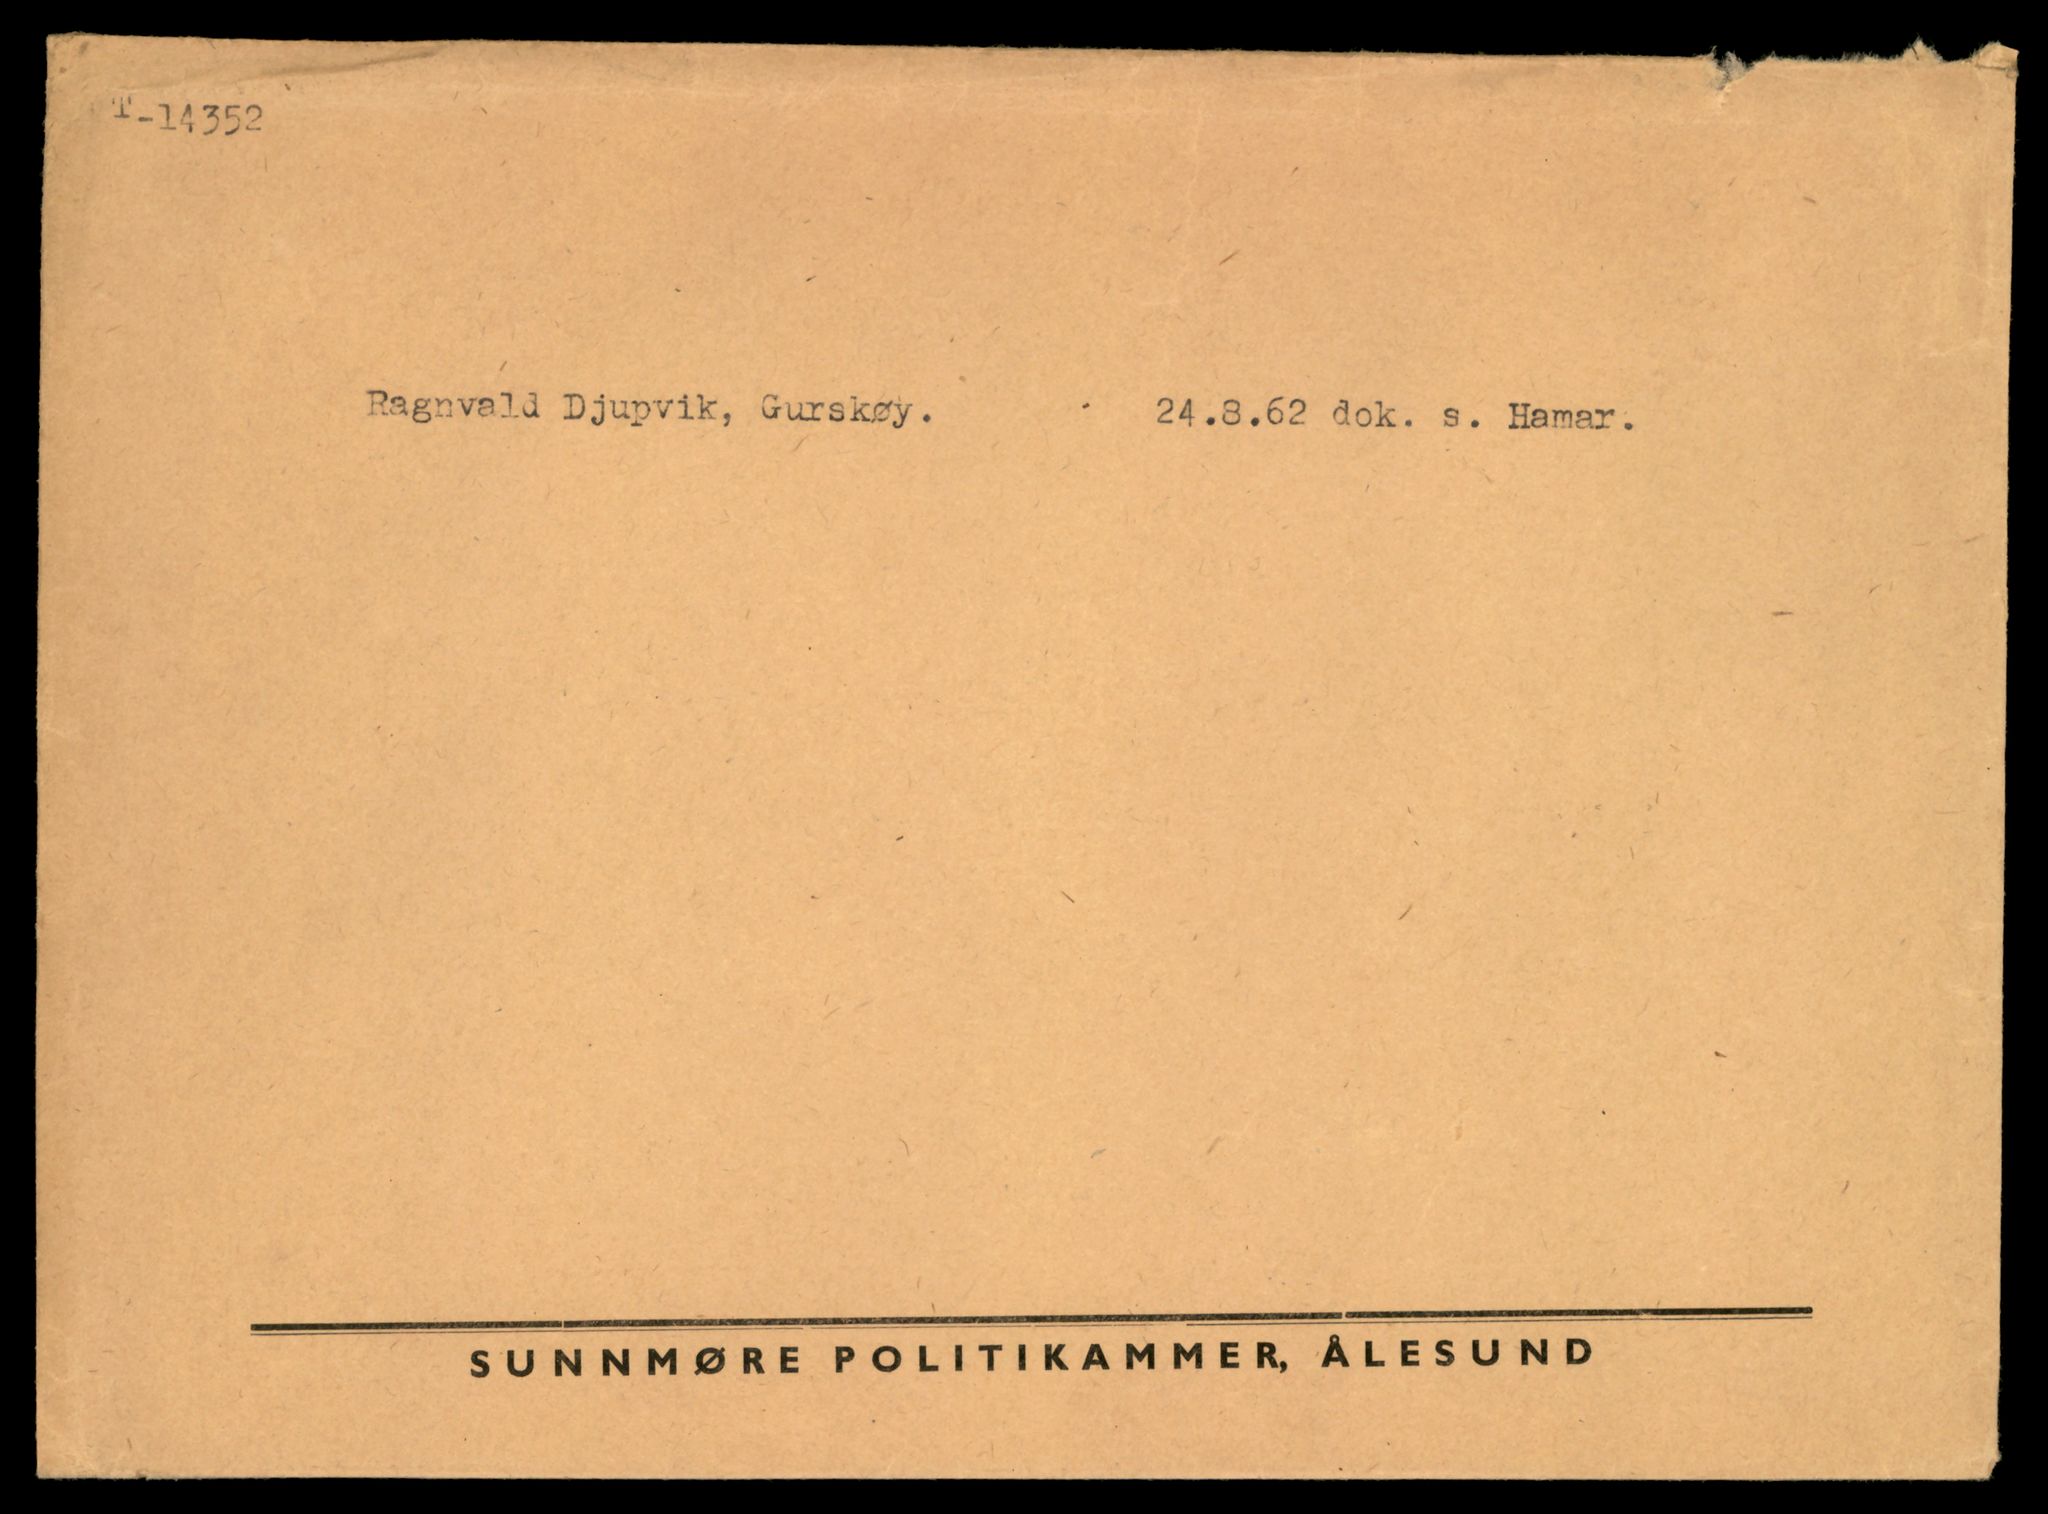 T-14352
Ragnvald Djupvik, Gurskøy. 24.8.62 dok. s. Hamar.
SUNNMØRE POLITIKAMMER, ÅLESUND